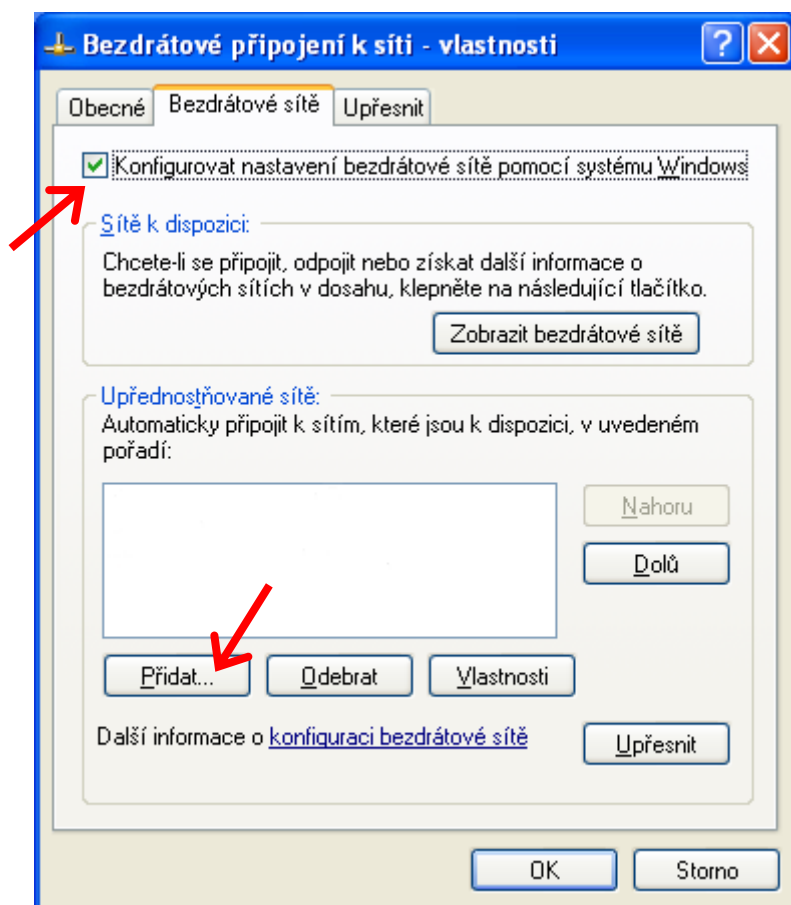 Bezdrátové připojení k síti - vlastnosti
Obecné Bezdrátové sítě Upřesnit
Konfigurovat nastavení bezdrátové sítě pomocí systému Windows
Sítě k dispozici:
Chcete-li se připojit, odpojit nebo získat další informace o
bezdrátových sítích v dosahu, klepněte na následující tlačítko.
Zobrazit bezdrátové sítě
Upřednostňované sítě:
Automaticky připojit k sítím, které jsou k dispozici, v uvedeném
pořadí:
Nahoru
Dolů
Přidat... Odebrat Vlastnosti
Další informace o konfiguraci bezdrátové sítě Upřesnit
OK Storno